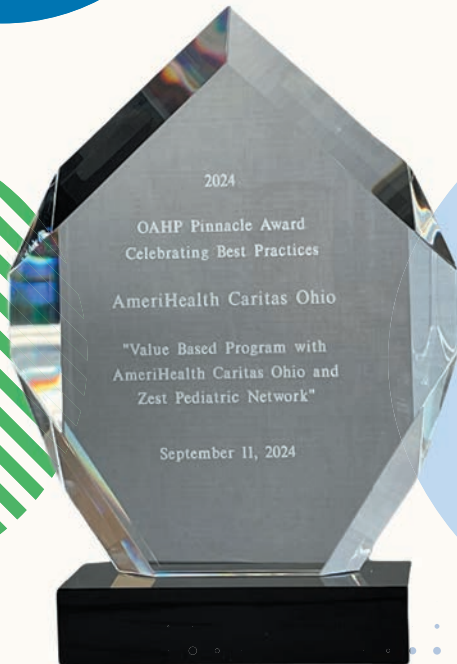 2024
OAHP Pinnacle Award
Celebrating Best Practices
AmeriHealth Caritas Ohio
"Value Based Program with
AmeriHealth Caritas Ohio and
Zest Pediatric Network"
September 11, 2024